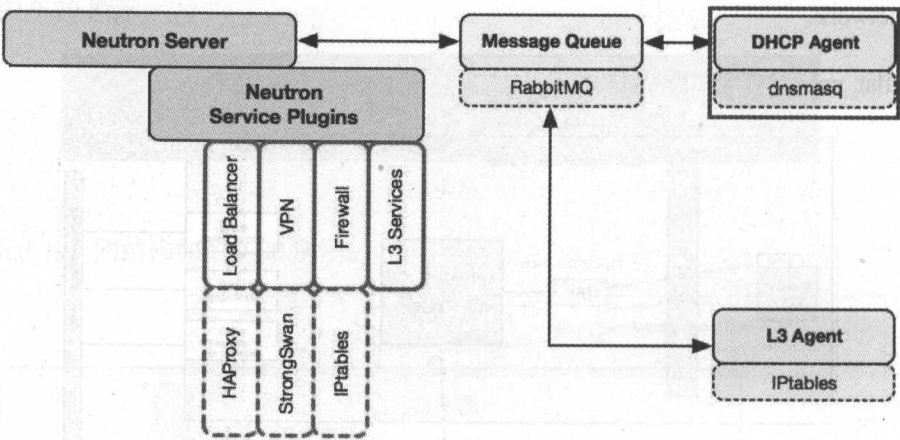 Neutron Server
Message Queue
DHCP Agent
RabbitMQ
dnsmasq
Neutron
Service Plugins
Load Balancer
VPN
Firewall
L3 Services
HAProxy
StrongSwan
IPtables
L3 Agent
IPtables